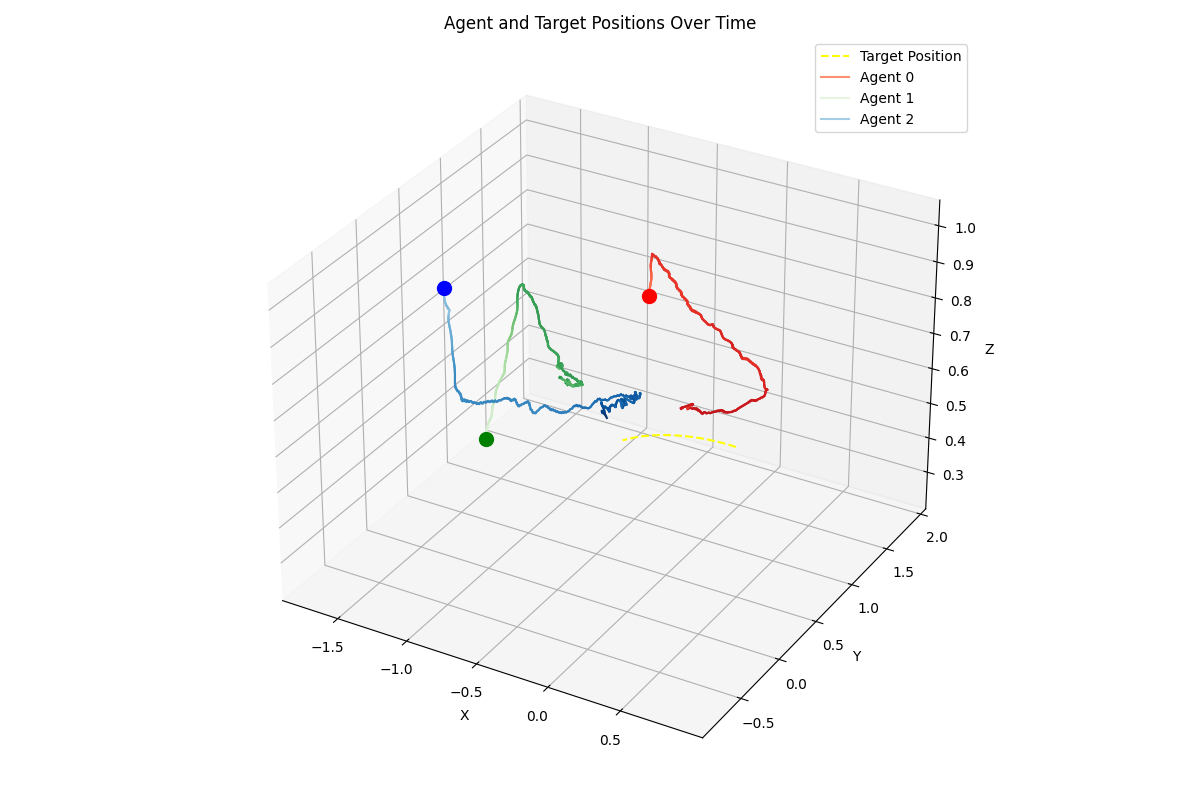 Agent and Target Positions Over Time
Target Position
Agent 0
Agent 1
Agent 2
1.0
0.9
0.8
0.7
Z
0.6
0.5
0.4
0.3
2.0
1.5
1.0
0.5
Y
0.0
−0.5
−1.5
−1.0
−0.5
X
0.0
0.5